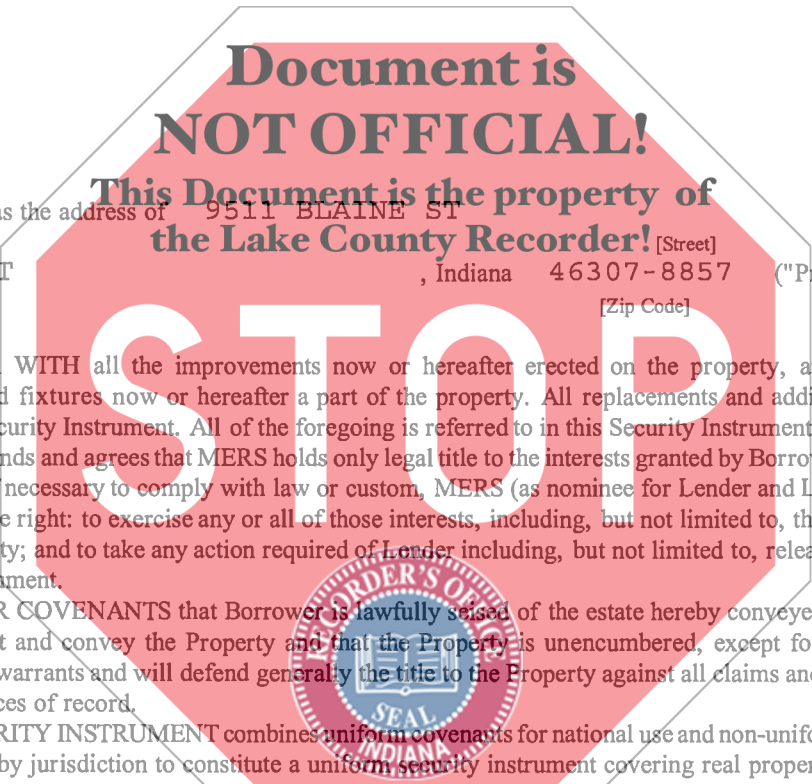 Document is
NOT OFFICIAL!
This Document is the property of
as the address of 9511 BLAINE ST
the Lake County Recorder! [Street]
T , Indiana 46307-8857 ("P
[Zip Code]
STOP
WITH all the improvements now or hereafter erected on the property, a
d fixtures now or hereafter a part of the property. All replacements and addi
curity Instrument. All of the foregoing is referred to in this Security Instrument
nds and agrees that MERS holds only legal title to the interests granted by Borro
necessary to comply with law or custom, MERS (as nominee for Lender and L
e right: to exercise any or all of those interests, including, but not limited to, th
ty; and to take any action required of Lender including, but not limited to, relea
ment.
R COVENANTS that Borrower is lawfully seised of the estate hereby conveye
t and convey the Property and that the Property is unencumbered, except fo
warrants and will defend generally the title to the Property against all claims an
ces of record.
RITY INSTRUMENT combines uniform covenants for national use and non-unifo
by jurisdiction to constitute a uniform security instrument covering real proper
RECORDER'S OFFICE
SEAL
INDIANA